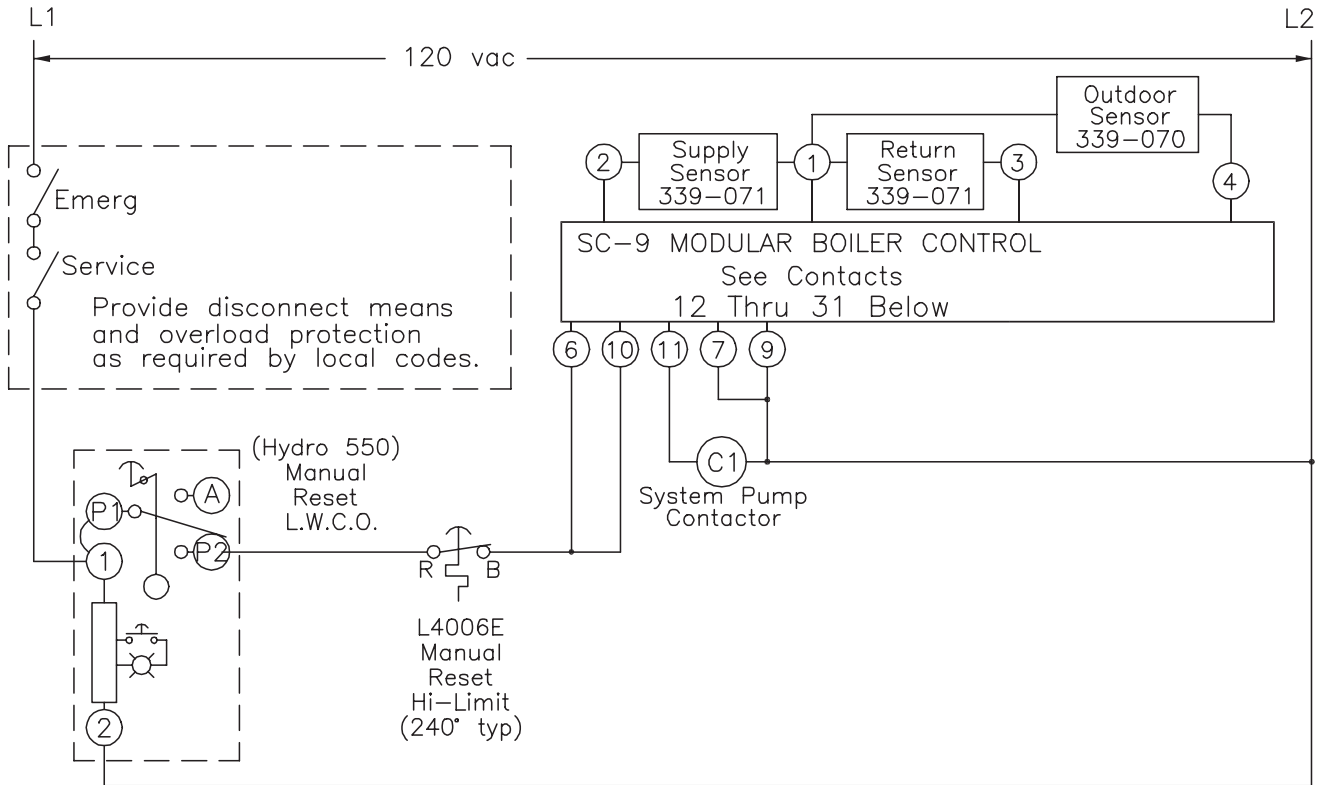 L1
L2
120 vac
Outdoor
Sensor
339-070
2
Supply
Sensor
339-071
1
Return
Sensor
339-071
3
4
Emerg
Service
Provide disconnect means
and overload protection
as required by local codes.
SC-9 MODULAR BOILER CONTROL
See Contacts
12 Thru 31 Below
6
10
11
7
9
C1
System Pump
Contactor
(Hydro 550)
Manual
Reset
L.W.C.O.
A
P1
P2
1
2
R
B
L4006E
Manual
Reset
Hi-Limit
(240° typ)